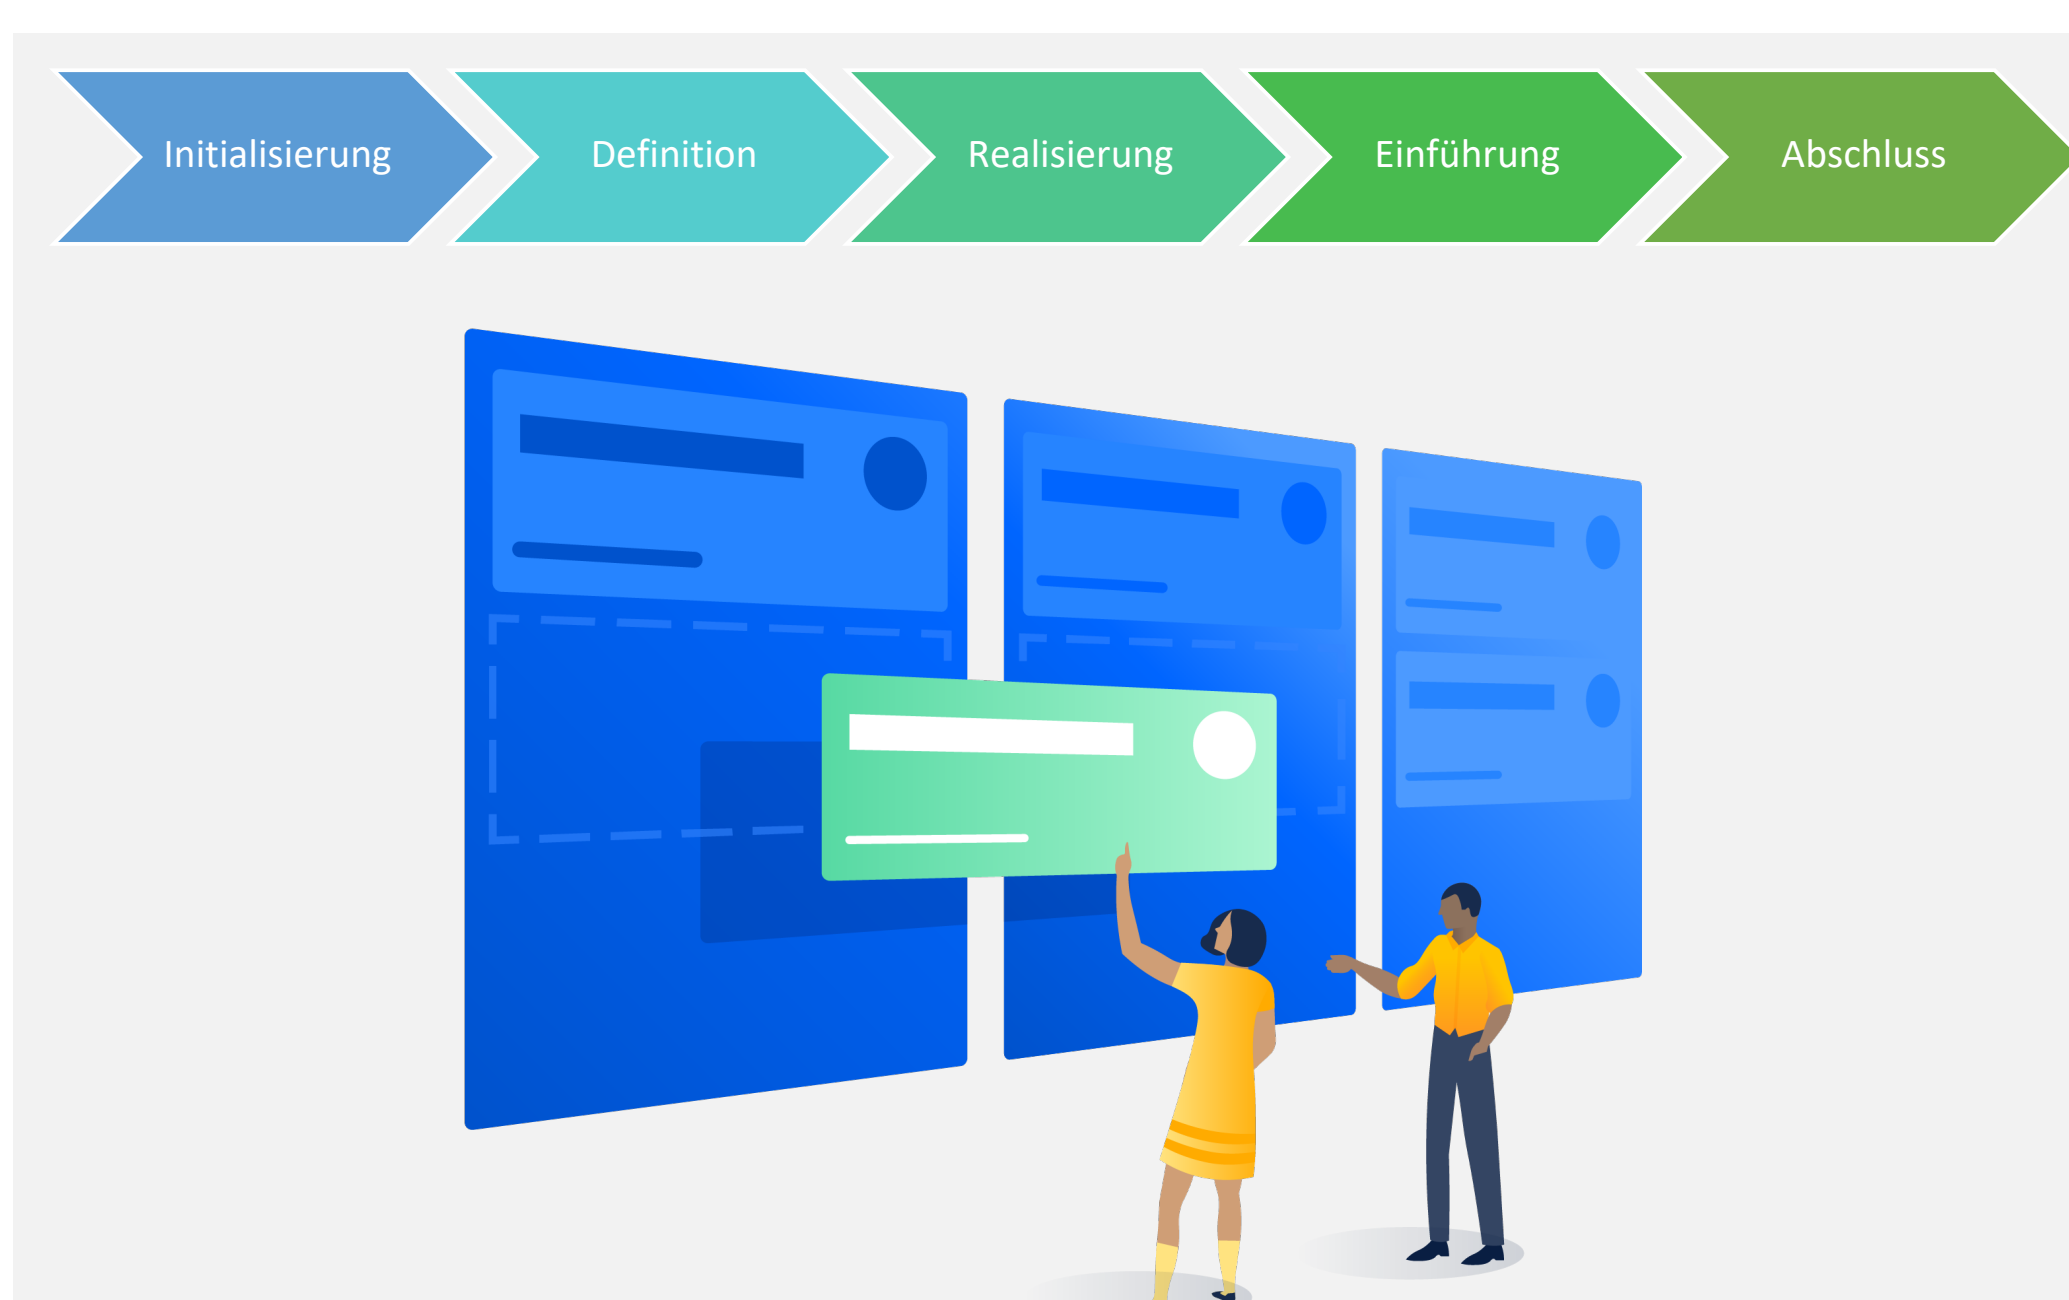 Initialisierung
Definition
Realisierung
Einführung
Abschluss